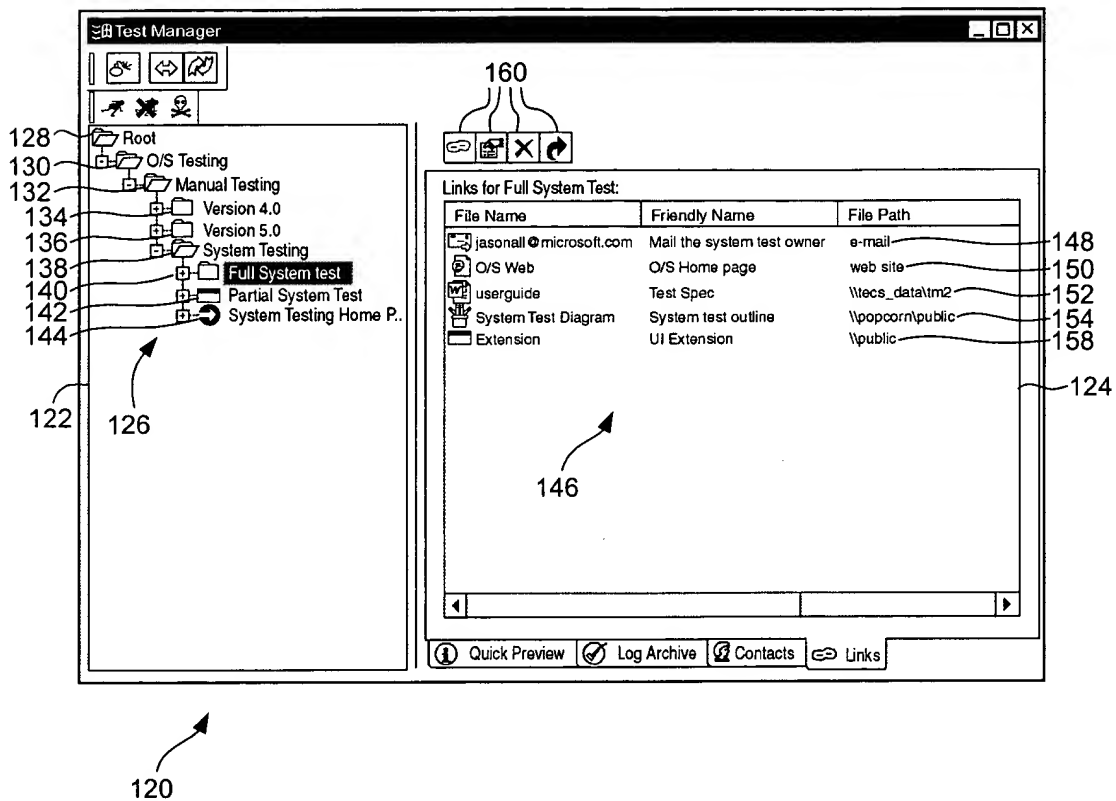 Test Manager
160
128 Root
130 O/S Testing
132 Manual Testing
134 Version 4.0
136 Version 5.0
138 System Testing
140 Full System test
142 Partial System Test
144 System Testing Home P..
122
126
Links for Full System Test:
File Name Friendly Name File Path
jasonall@microsoft.com Mail the system test owner e-mail 148
O/S Web O/S Home page web site 150
userguide Test Spec \\tecs_data\tm2 152
System Test Diagram System test outline \\popcorn\public 154
Extension UI Extension \\public 158
124
146
Quick Preview Log Archive Contacts Links
120